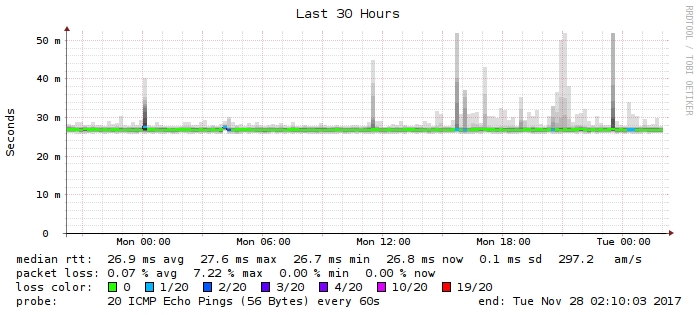 Last 30 Hours
RRDTOOL / TOBI OETIKER
Seconds
50 m
40 m
30 m
20 m
10 m
0
Mon 00:00 Mon 06:00 Mon 12:00 Mon 18:00 Tue 00:00
median rtt: 26.9 ms avg 27.6 ms max 26.7 ms min 26.8 ms now 0.1 ms sd 297.2 am/s
packet loss: 0.07 % avg 7.22 % max 0.00 % min 0.00 % now
loss color: 0 1/20 2/20 3/20 4/20 10/20 19/20
probe: 20 ICMP Echo Pings (56 Bytes) every 60s end: Tue Nov 28 02:10:03 2017